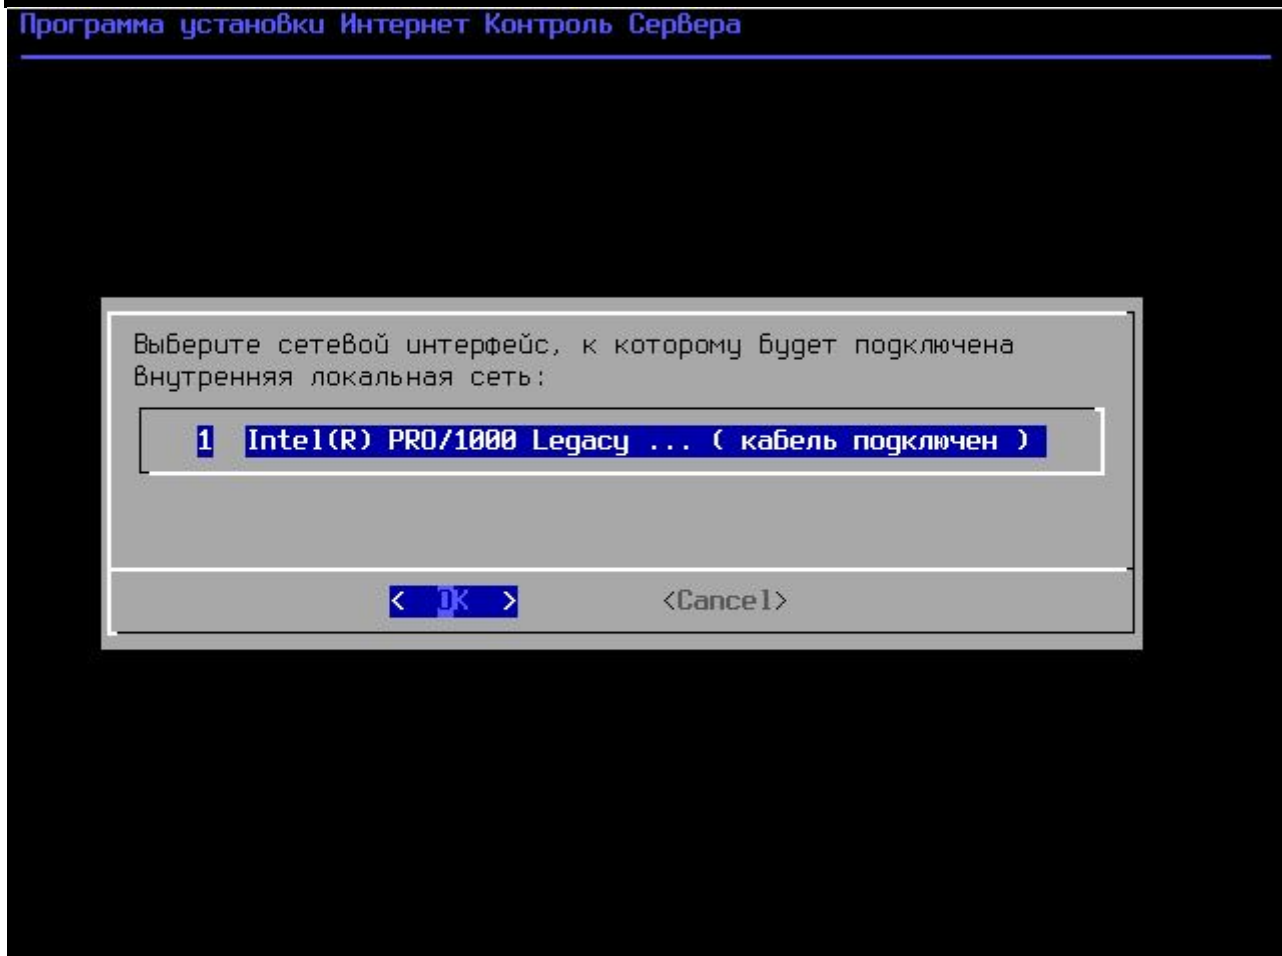 Программа установки Интернет Контроль Сервера
Выберите сетевой интерфейс, к которому будет подключена
внутренняя локальная сеть:
1 Intel(R) PRO/1000 Legacy ... ( кабель подключен )
< OK > <Cancel>